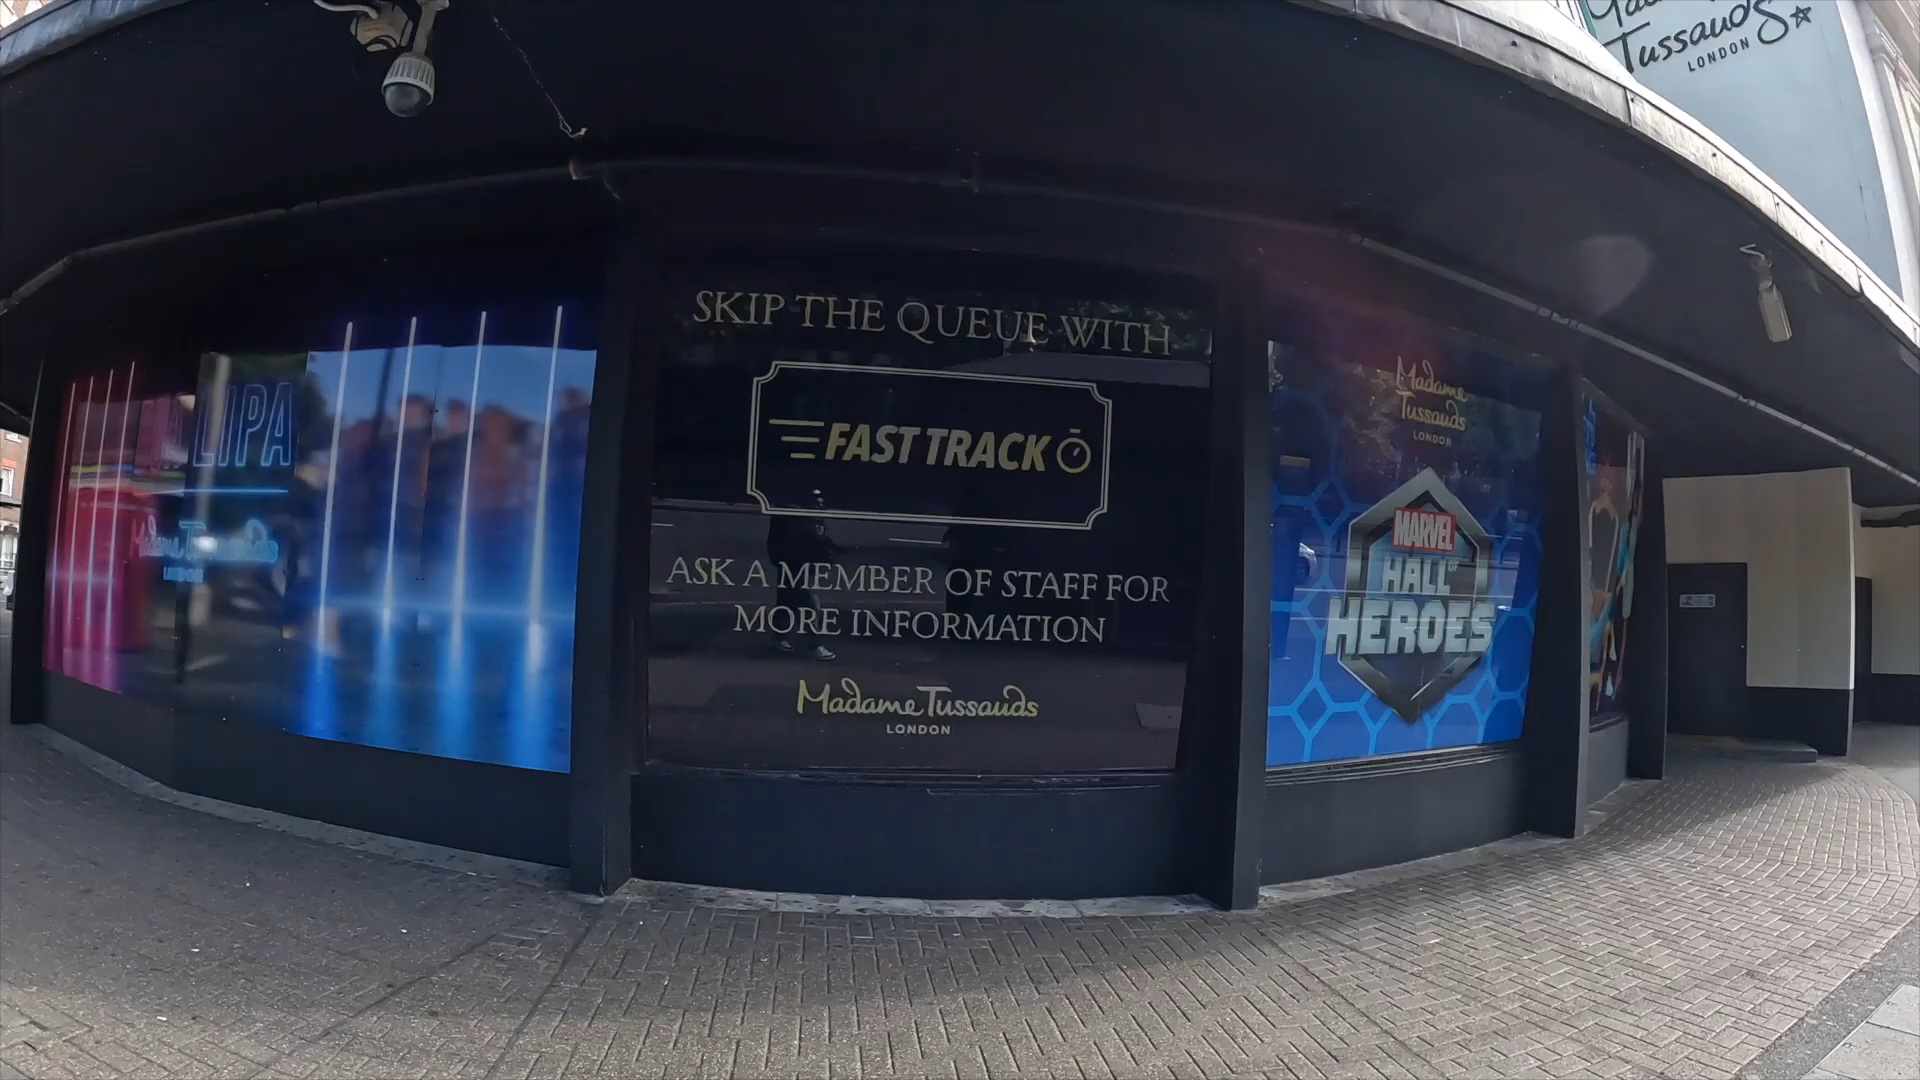 Tussauds
LONDON
LIPA
Madame Tussauds
LONDON
SKIP THE QUEUE WITH
FAST TRACK
ASK A MEMBER OF STAFF FOR
MORE INFORMATION
Madame Tussauds
LONDON
Madame
Tussauds
LONDON
MARVEL
HALL OF
HEROES